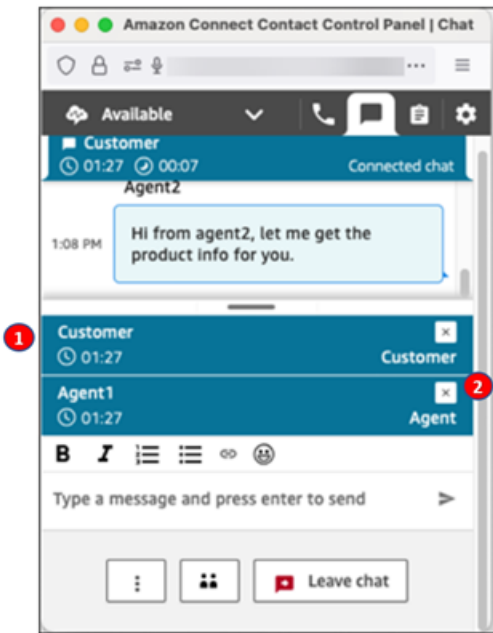 Amazon Connect Contact Control Panel | Chat
Available
Customer
01:27 00:07 Connected chat
Agent2
1:08 PM
Hi from agent2, let me get the
product info for you.
1
Customer
01:27 Customer
2
Agent1
01:27 Agent
B I
Type a message and press enter to send
Leave chat